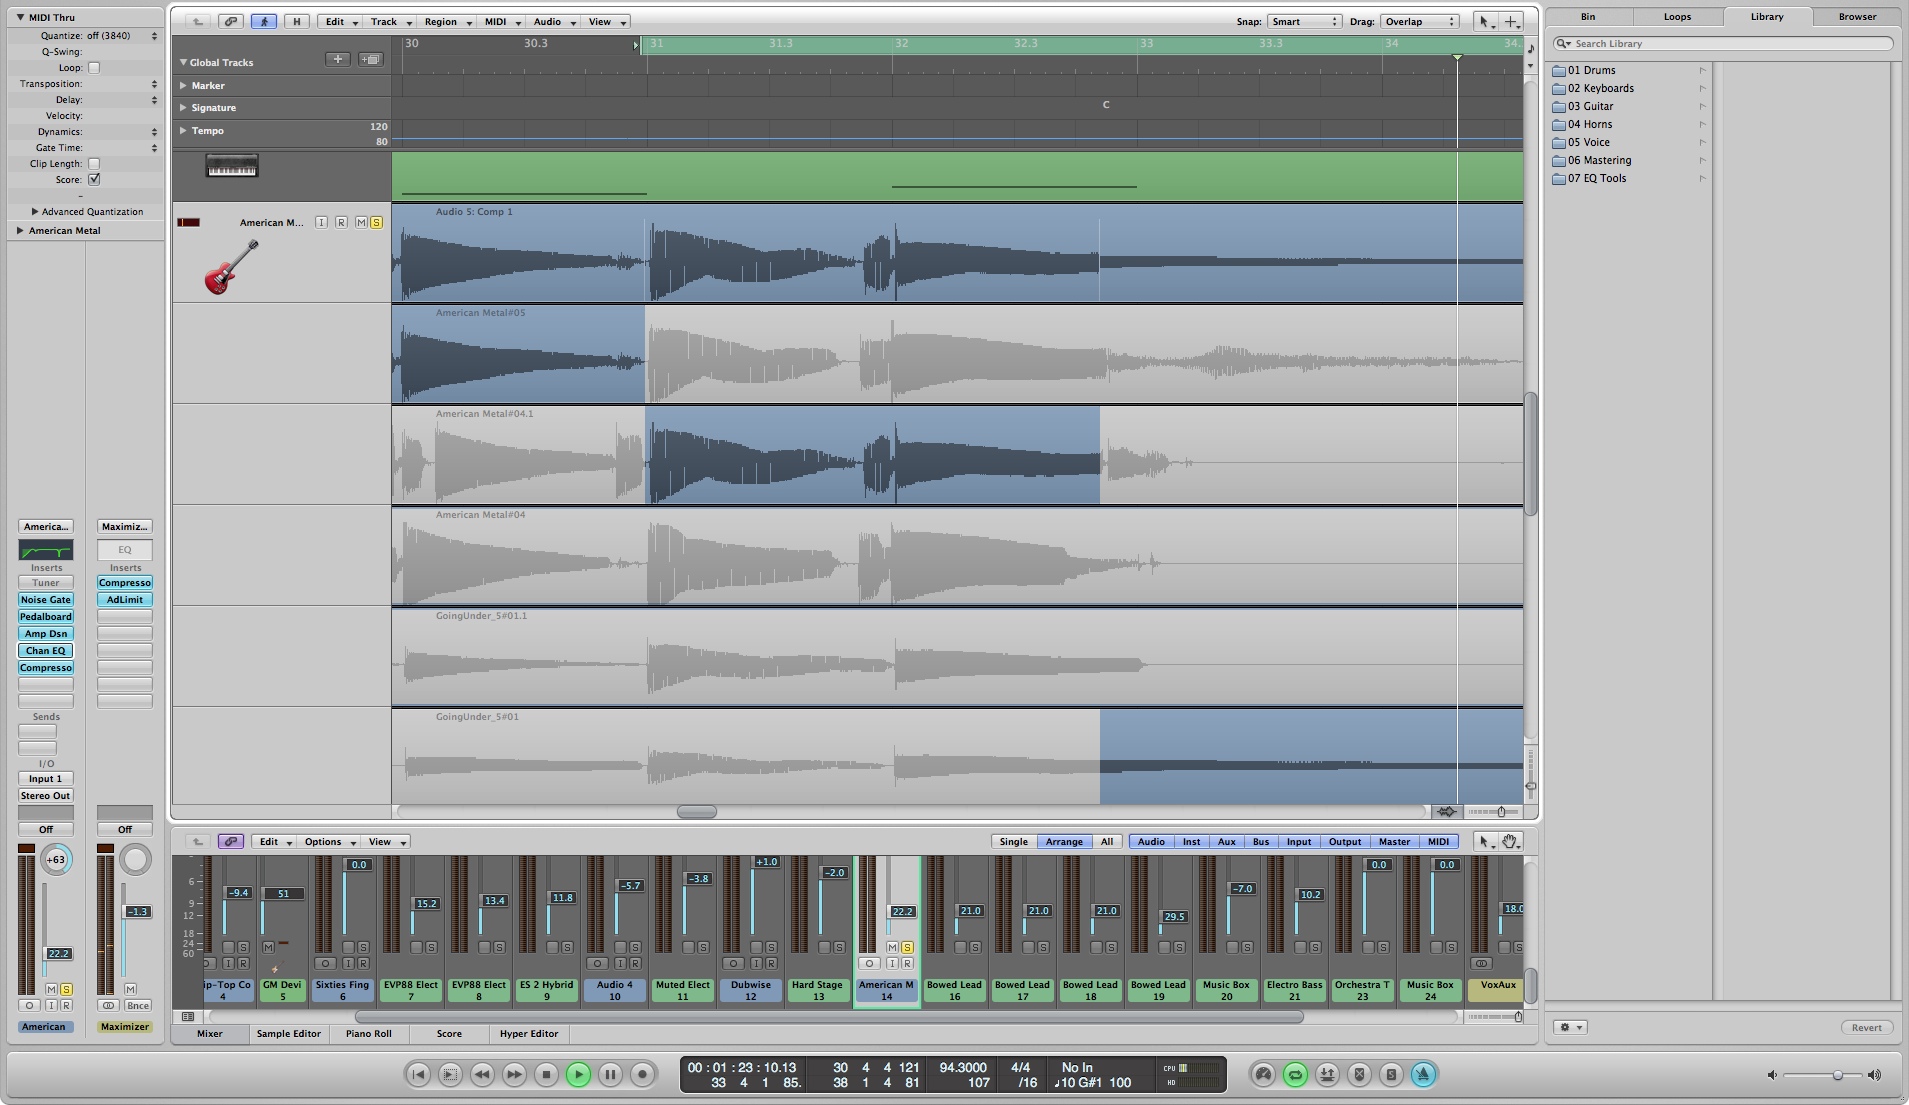 MIDI Thru
Quantize: off (3840)
Q-Swing:
Loop:
Transposition:
Delay:
Velocity:
Dynamics:
Gate Time:
Clip Length:
Score:
Advanced Quantization
American Metal
H Edit Track Region MIDI Audio View Snap: Smart Drag: Overlap
30 30.3 31 31.3 32 32.3 33 33.3 34 34.
Global Tracks
Marker
Signature C
Tempo 120
80
American M... I R M S
Audio 5: Comp 1
American Metal#05
American Metal#04.1
American Metal#04
GoingUnder_5#01.1
GoingUnder_5#01
Bin Loops Library Browser
Search Library
01 Drums
02 Keyboards
03 Guitar
04 Horns
05 Voice
06 Mastering
07 EQ Tools
Revert
America... Maximiz...
EQ
Inserts Inserts
Tuner Compresso
Noise Gate AdLimit
Pedalboard
Amp Dsn
Chan EQ
Compresso
Sends
I/O
Input 1
Stereo Out
Off Off
+63
-1.3
22.2
M S M
I R Bnce
American Maximizer
Edit Options View Single Arrange All Audio Inst Aux Bus Input Output Master MIDI
6
9
12
18
24
60
-9.4 51 0.0 15.2 13.4 11.8 -5.7 -3.8 +1.0 -2.0 22.2 21.0 21.0 21.0 29.5 -7.0 10.2 0.0 0.0 18.0
S M S S S S S S S S M S S S S S S S S S S
I R I R I R I R I R
ip-Top Co GM Devi Sixties Fing EVP88 Elect EVP88 Elect ES 2 Hybrid Audio 4 Muted Elect Dubwise Hard Stage American M Bowed Lead Bowed Lead Bowed Lead Bowed Lead Music Box Electro Bass Orchestra T Music Box VoxAux
4 5 6 7 8 9 10 11 12 13 14 16 17 18 19 20 21 23 24
Mixer Sample Editor Piano Roll Score Hyper Editor
00 : 01 : 23 : 10.13 30 4 4 121 94.3000 4/4 No In CPU
33 4 1 85. 38 1 4 81 107 /16 10 G#1 100 HD
S